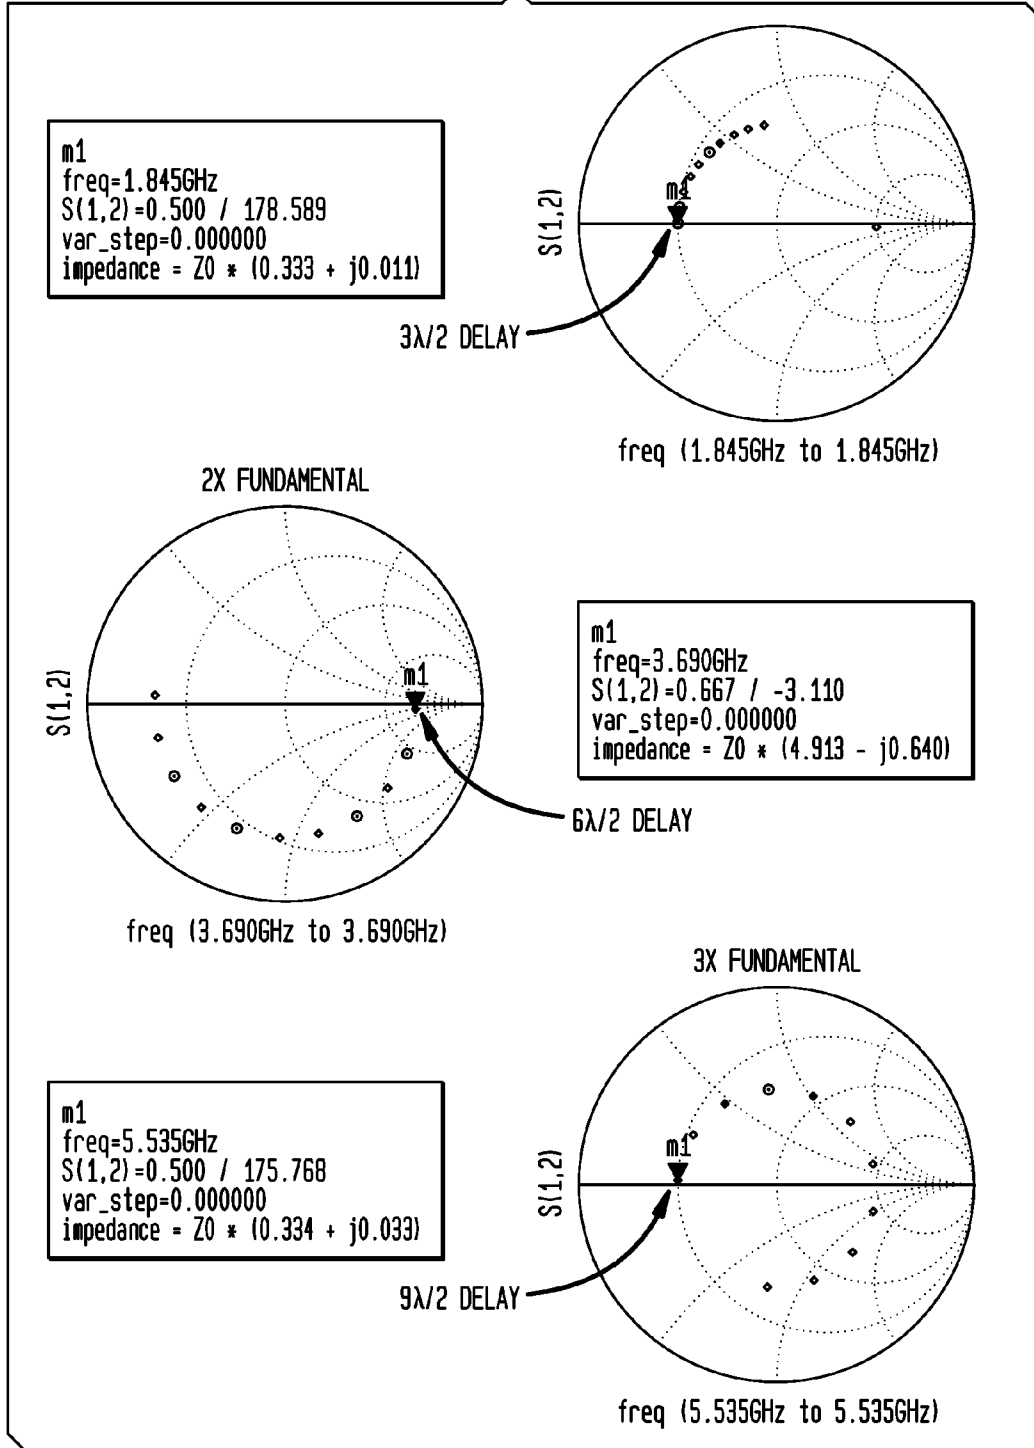 m1
freq=1.845GHz
S(1,2)=0.500 / 178.589
var_step=0.000000
impedance = Z0 * (0.333 + j0.011)
S(1,2)
m1
3λ/2 DELAY
freq (1.845GHz to 1.845GHz)
2X FUNDAMENTAL
S(1,2)
m1
m1
freq=3.690GHz
S(1,2)=0.667 / -3.110
var_step=0.000000
impedance = Z0 * (4.913 - j0.640)
6λ/2 DELAY
freq (3.690GHz to 3.690GHz)
3X FUNDAMENTAL
m1
freq=5.535GHz
S(1,2)=0.500 / 175.768
var_step=0.000000
impedance = Z0 * (0.334 + j0.033)
S(1,2)
m1
9λ/2 DELAY
freq (5.535GHz to 5.535GHz)